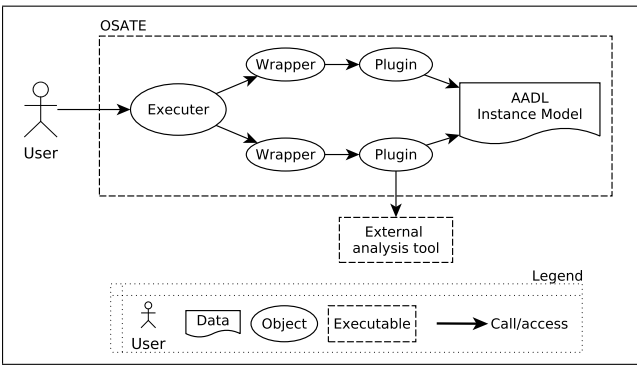 OSATE
Wrapper
Plugin
Executer
AADL
Instance Model
User
Wrapper
Plugin
External
analysis tool
Legend
Data
Object
Executable
Call/access
User